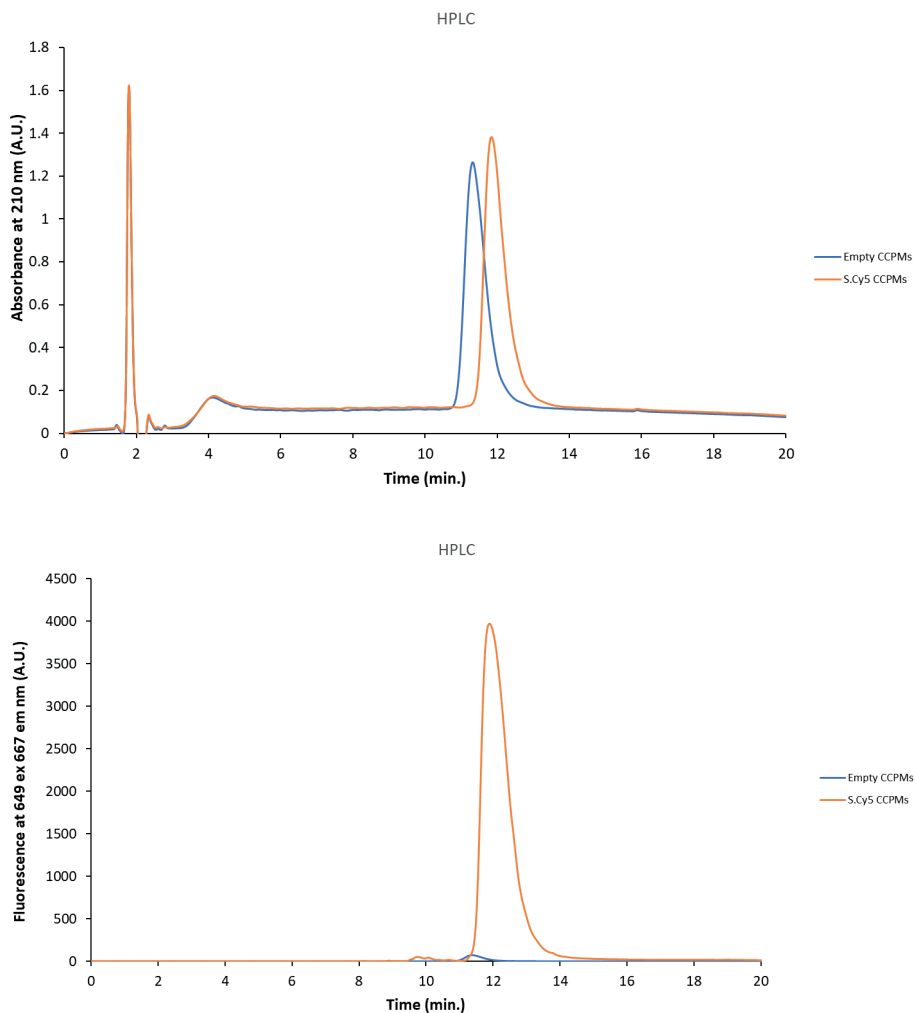 HPLC
Absorbance at 210 nm (A.U.)
1.8
1.6
1.4
1.2
1
0.8
0.6
0.4
0.2
0
0 2 4 6 8 10 12 14 16 18 20
Time (min.)
Empty CCPMs
S.Cy5 CCPMs
HPLC
Fluorescence at 649 ex 667 em nm (A.U.)
4500
4000
3500
3000
2500
2000
1500
1000
500
0
0 2 4 6 8 10 12 14 16 18 20
Time (min.)
Empty CCPMs
S.Cy5 CCPMs